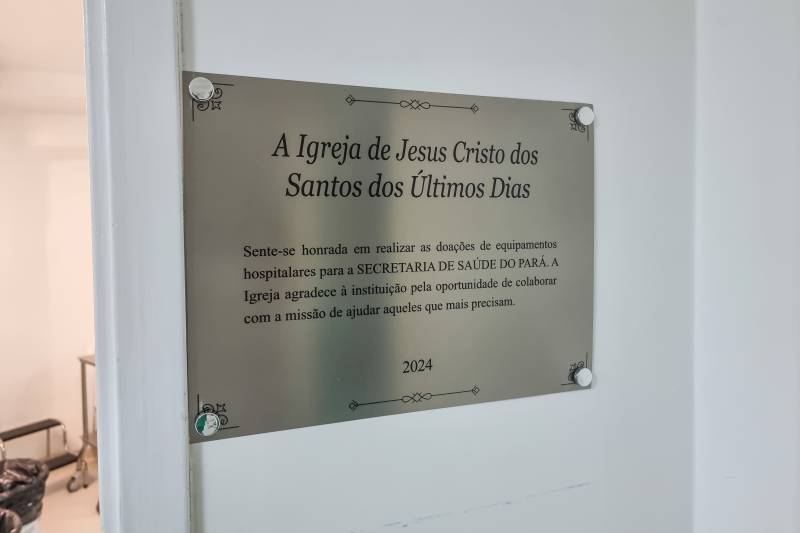 A Igreja de Jesus Cristo dos
Santos dos Últimos Dias
Sente-se honrada em realizar as doações de equipamentos
hospitalares para a SECRETARIA DE SAÚDE DO PARÁ. A
Igreja agradece à instituição pela oportunidade de colaborar
com a missão de ajudar aqueles que mais precisam.
2024